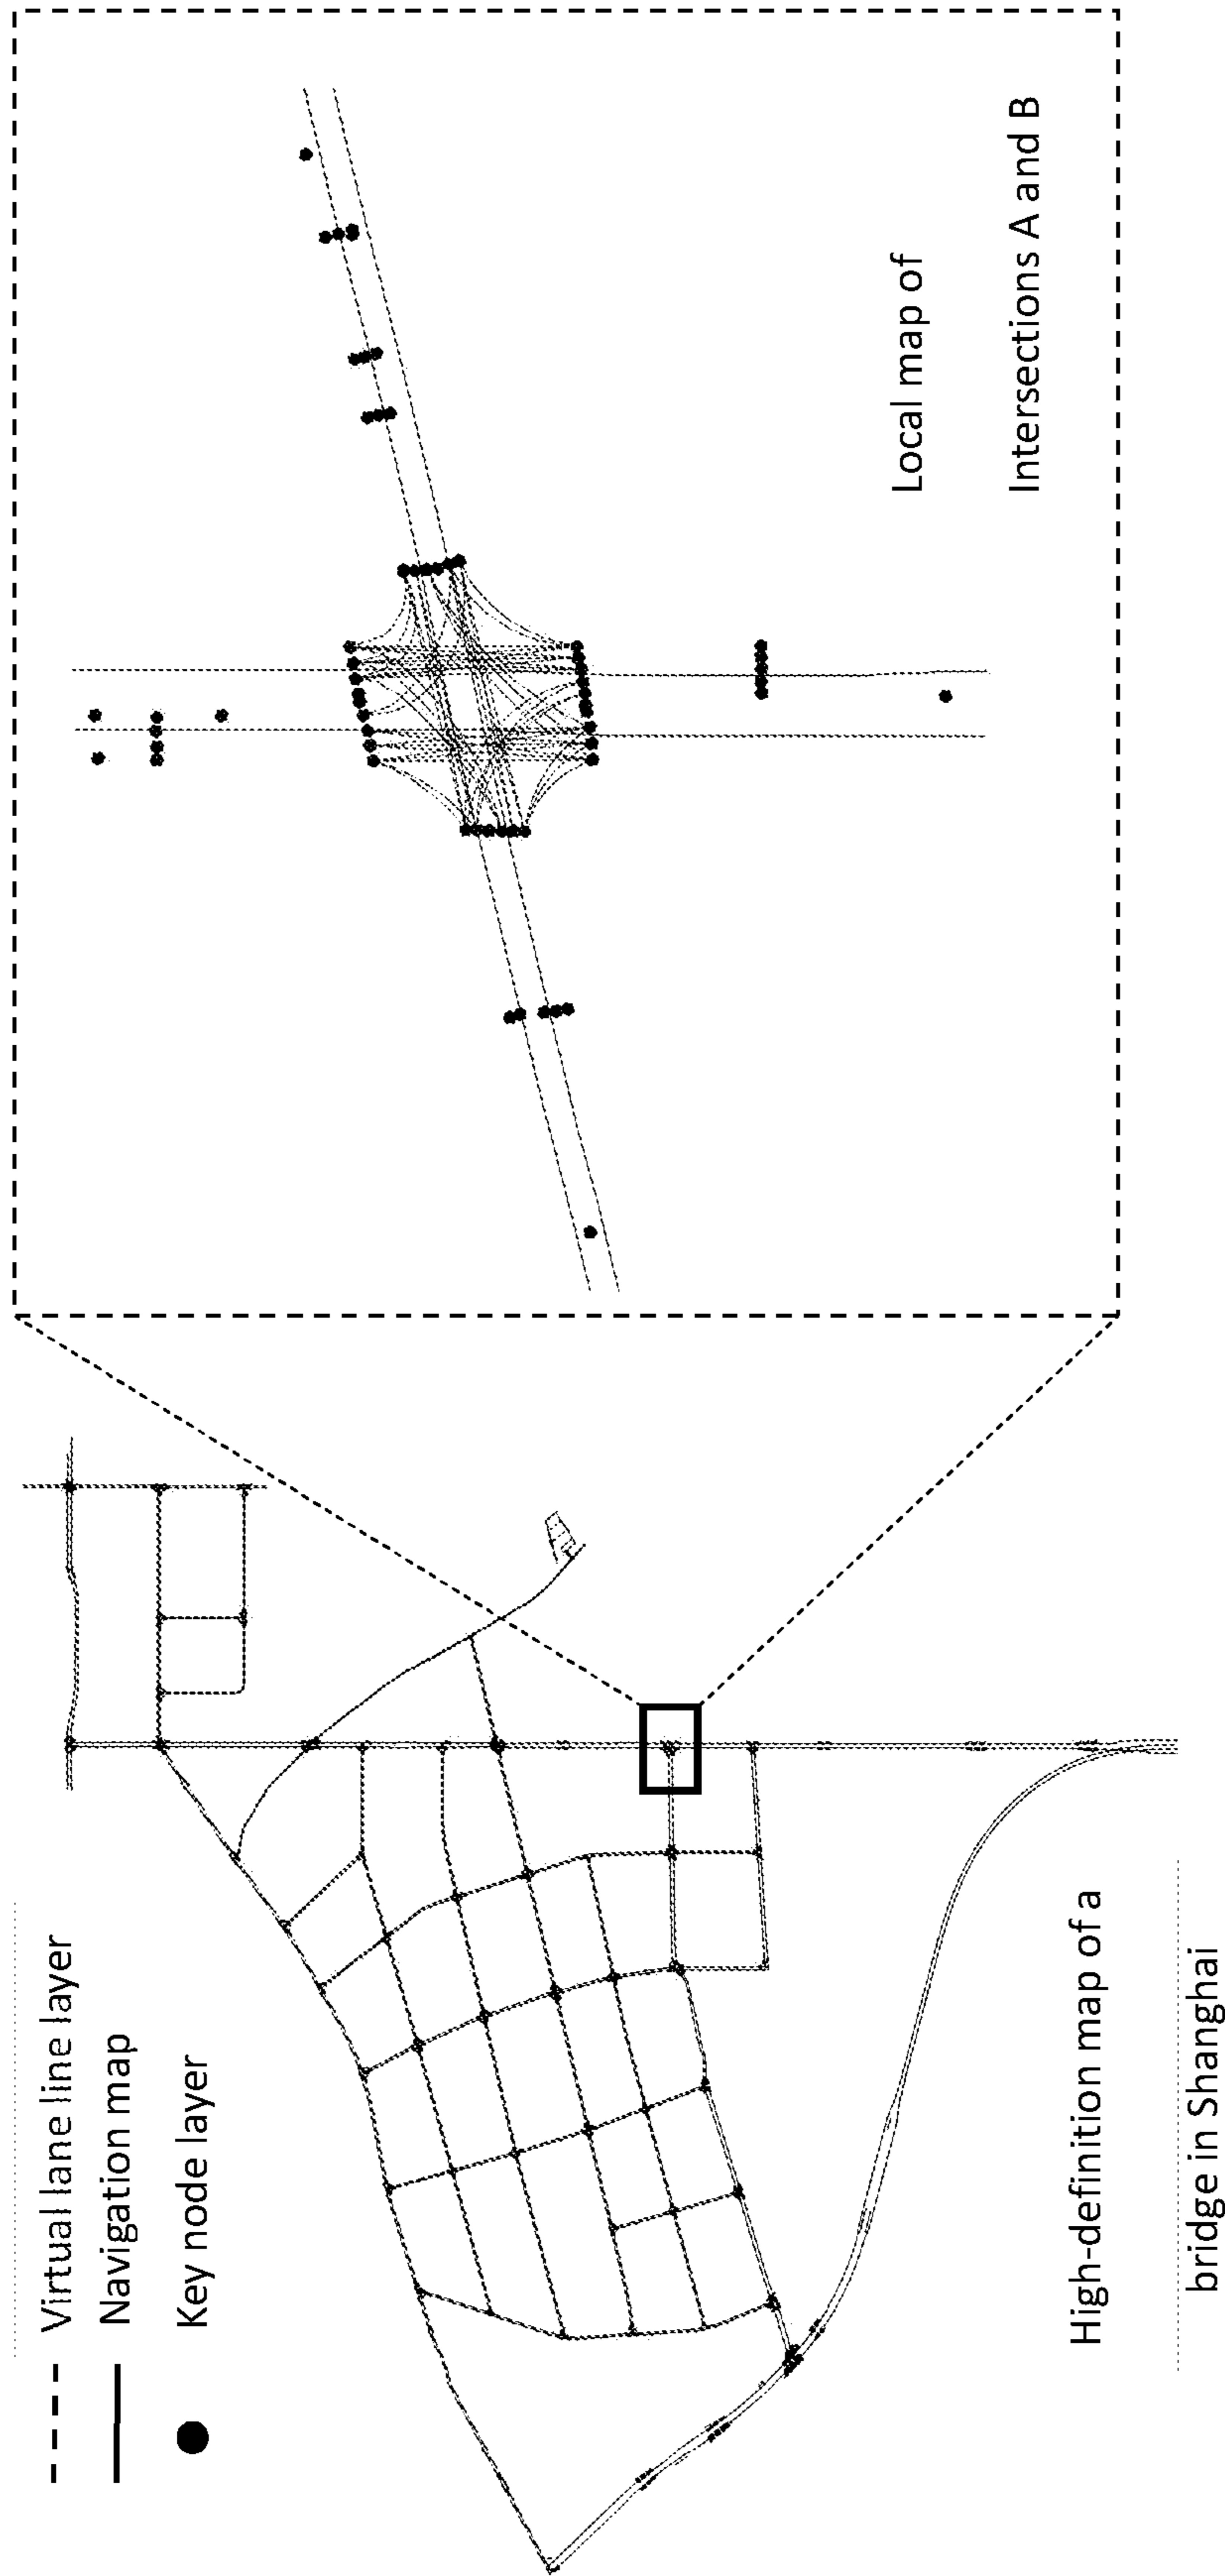 Virtual lane line layer
Navigation map
Key node layer
High-definition map of a
bridge in Shanghai
Local map of
Intersections A and B